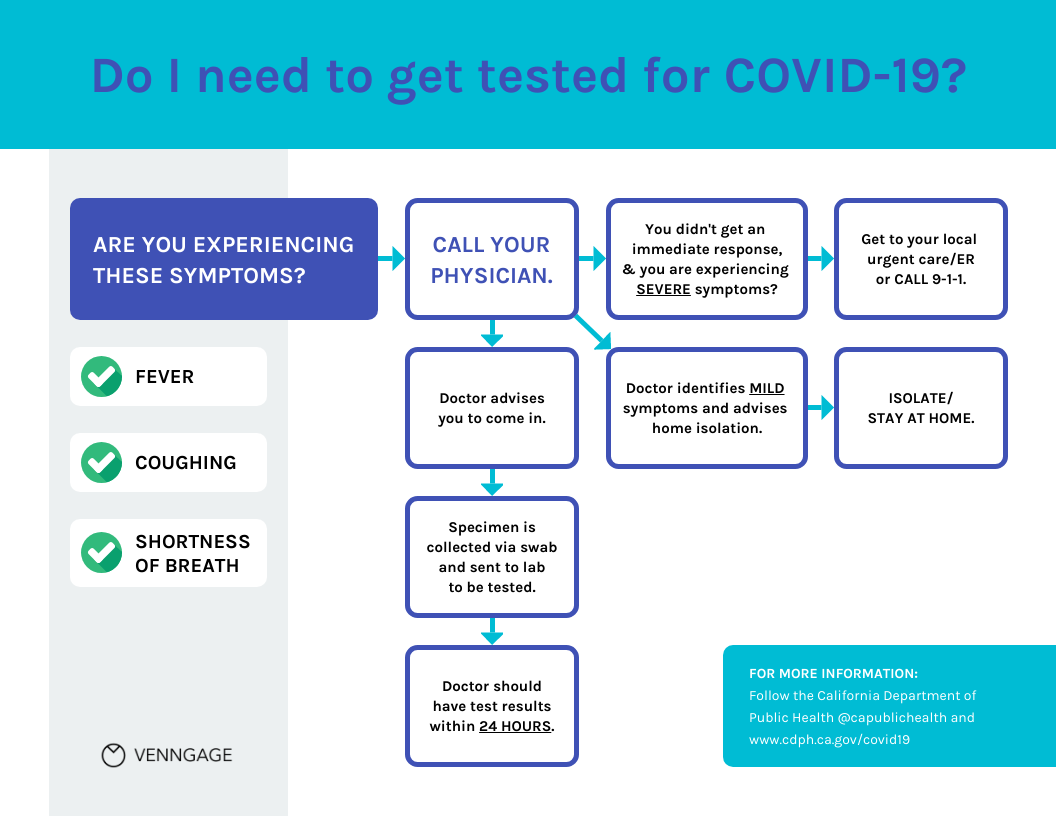 Do I need to get tested for COVID-19?
ARE YOU EXPERIENCING
THESE SYMPTOMS?
FEVER
COUGHING
SHORTNESS
OF BREATH
CALL YOUR
PHYSICIAN.
You didn't get an
immediate response,
& you are experiencing
SEVERE symptoms?
Get to your local
urgent care/ER
or CALL 9-1-1.
Doctor advises
you to come in.
Doctor identifies MILD
symptoms and advises
home isolation.
ISOLATE/
STAY AT HOME.
Specimen is
collected via swab
and sent to lab
to be tested.
Doctor should
have test results
within 24 HOURS.
FOR MORE INFORMATION:
Follow the California Department of
Public Health @capublichealth and
www.cdph.ca.gov/covid19
VENNGAGE